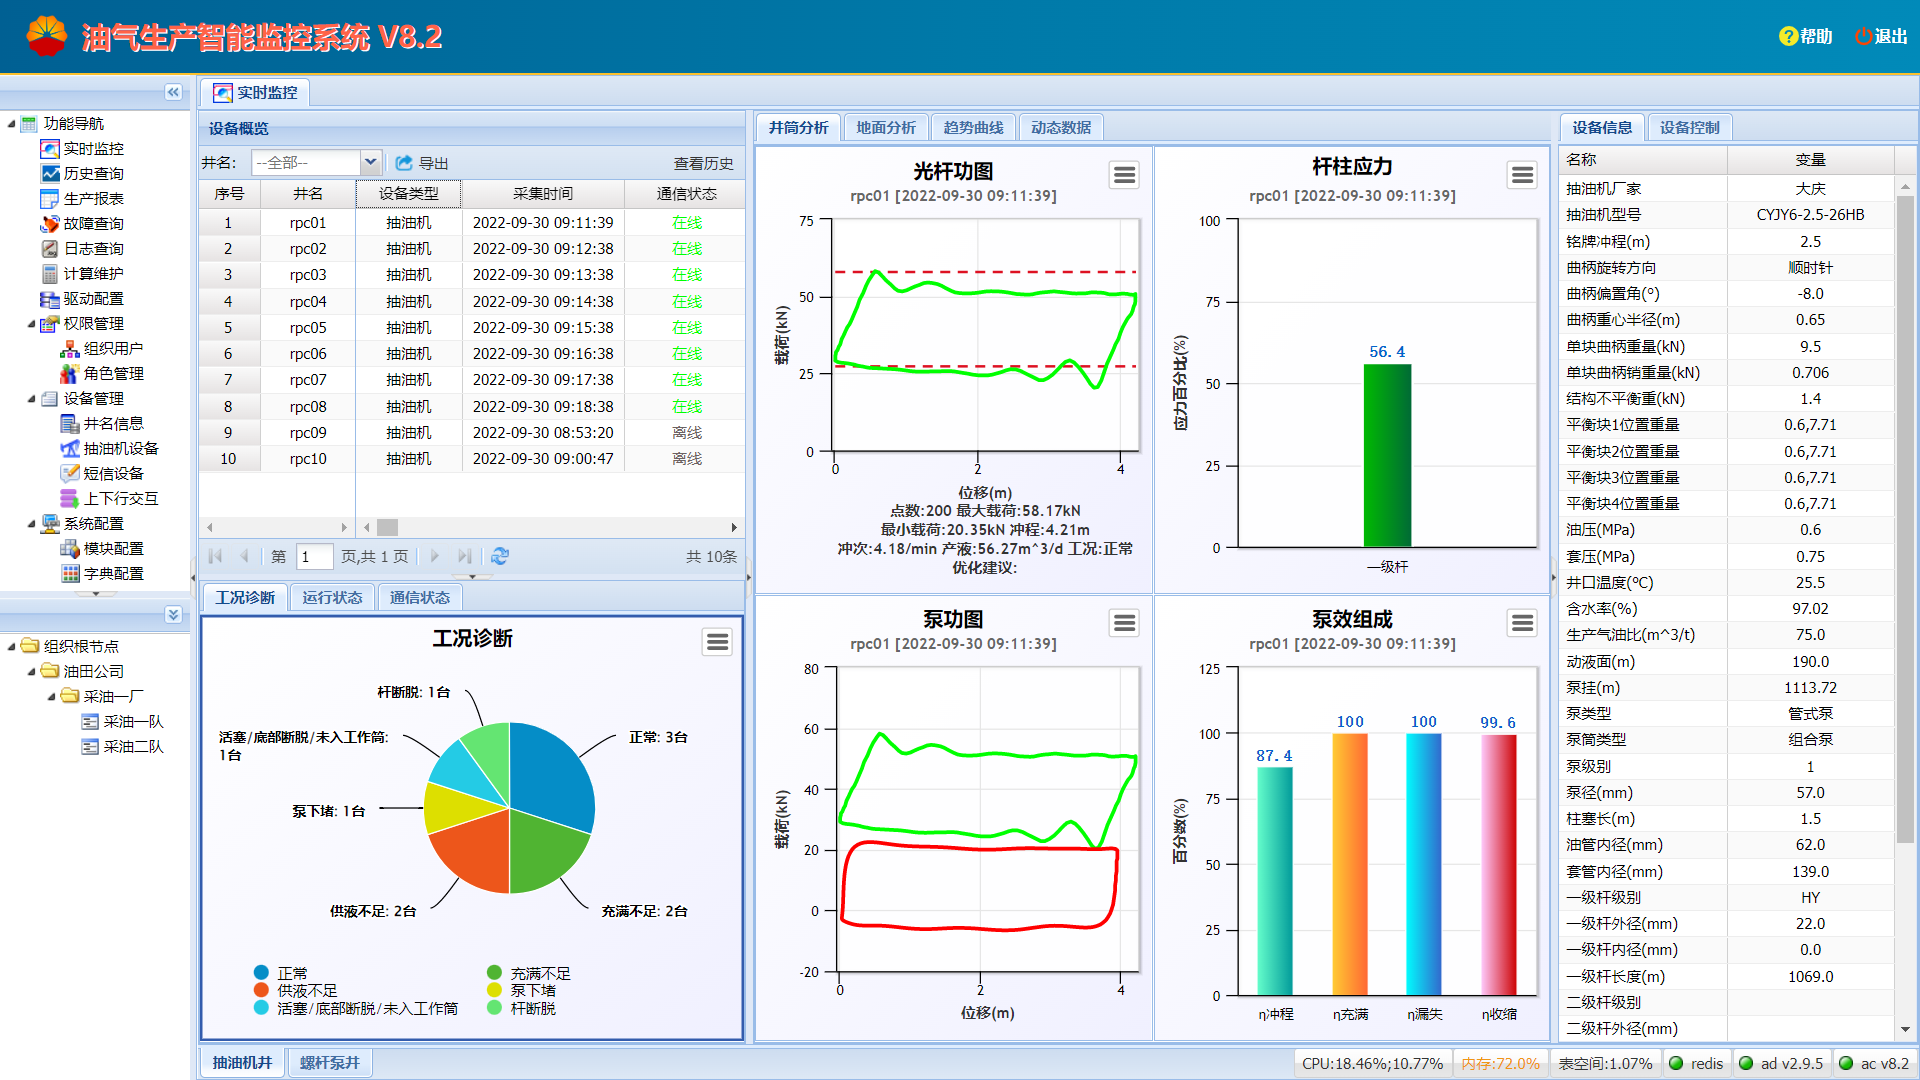 油气生产智能监控系统 V8.2
帮助
退出
功能导航
实时监控
历史查询
生产报表
故障查询
日志查询
计算维护
驱动配置
权限管理
组织用户
角色管理
设备管理
井名信息
抽油机设备
短信设备
上下行交互
系统配置
模块配置
字典配置
组织根节点
油田公司
采油一厂
采油一队
采油二队
实时监控
设备概览
井名: --全部-- 导出 查看历史
序号 井名 设备类型 采集时间 通信状态
1 rpc01 抽油机 2022-09-30 09:11:39 在线
2 rpc02 抽油机 2022-09-30 09:12:38 在线
3 rpc03 抽油机 2022-09-30 09:13:38 在线
4 rpc04 抽油机 2022-09-30 09:14:38 在线
5 rpc05 抽油机 2022-09-30 09:15:38 在线
6 rpc06 抽油机 2022-09-30 09:16:38 在线
7 rpc07 抽油机 2022-09-30 09:17:38 在线
8 rpc08 抽油机 2022-09-30 09:18:38 在线
9 rpc09 抽油机 2022-09-30 08:53:20 离线
10 rpc10 抽油机 2022-09-30 09:00:47 离线
第 1 页,共 1 页 共 10条
工况诊断 运行状态 通信状态
工况诊断
杆断脱: 1台
活塞/底部断脱/未入工作筒:
1台
正常: 3台
泵下堵: 1台
供液不足: 2台
充满不足: 2台
正常 充满不足
供液不足 泵下堵
活塞/底部断脱/未入工作筒 杆断脱
抽油机井 螺杆泵井
井筒分析 地面分析 趋势曲线 动态数据
光杆功图
rpc01 [2022-09-30 09:11:39]
载荷(kN)
75
50
25
0
0 2 4
位移(m)
点数:200 最大载荷:58.17kN
最小载荷:20.35kN 冲程:4.21m
冲次:4.18/min 产液:56.27m^3/d 工况:正常
优化建议:
杆柱应力
rpc01 [2022-09-30 09:11:39]
应力百分比(%)
100
75
50
25
0
56.4
一级杆
泵功图
rpc01 [2022-09-30 09:11:39]
载荷(kN)
80
60
40
20
0
-20
0 2 4
位移(m)
泵效组成
rpc01 [2022-09-30 09:11:39]
百分数(%)
125
100
75
50
25
0
87.4 100 100 99.6
η冲程 η充满 η漏失 η收缩
设备信息 设备控制
名称 变量
抽油机厂家 大庆
抽油机型号 CYJY6-2.5-26HB
铭牌冲程(m) 2.5
曲柄旋转方向 顺时针
曲柄偏置角(°) -8.0
曲柄重心半径(m) 0.65
单块曲柄重量(kN) 9.5
单块曲柄销重量(kN) 0.706
结构不平衡重(kN) 1.4
平衡块1位置重量 0.6,7.71
平衡块2位置重量 0.6,7.71
平衡块3位置重量 0.6,7.71
平衡块4位置重量 0.6,7.71
油压(MPa) 0.6
套压(MPa) 0.75
井口温度(℃) 25.5
含水率(%) 97.02
生产气油比(m^3/t) 75.0
动液面(m) 190.0
泵挂(m) 1113.72
泵类型 管式泵
泵筒类型 组合泵
泵级别 1
泵径(mm) 57.0
柱塞长(m) 1.5
油管内径(mm) 62.0
套管内径(mm) 139.0
一级杆级别 HY
一级杆外径(mm) 22.0
一级杆内径(mm) 0.0
一级杆长度(m) 1069.0
二级杆级别
二级杆外径(mm)
CPU:18.46%;10.77% 内存:72.0% 表空间:1.07% redis ad v2.9.5 ac v8.2